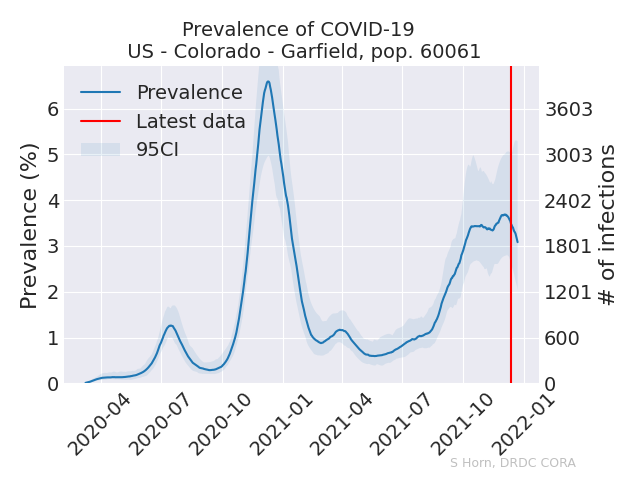 Prevalence of COVID-19
US - Colorado - Garfield, pop. 60061
Prevalence
Latest data
95CI
Prevalence (%)
6
5
4
3
2
1
0
3603
3003
2402
1801
1201
600
0
# of infections
2020-04
2020-07
2020-10
2021-01
2021-04
2021-07
2021-10
2022-01
S Horn, DRDC CORA